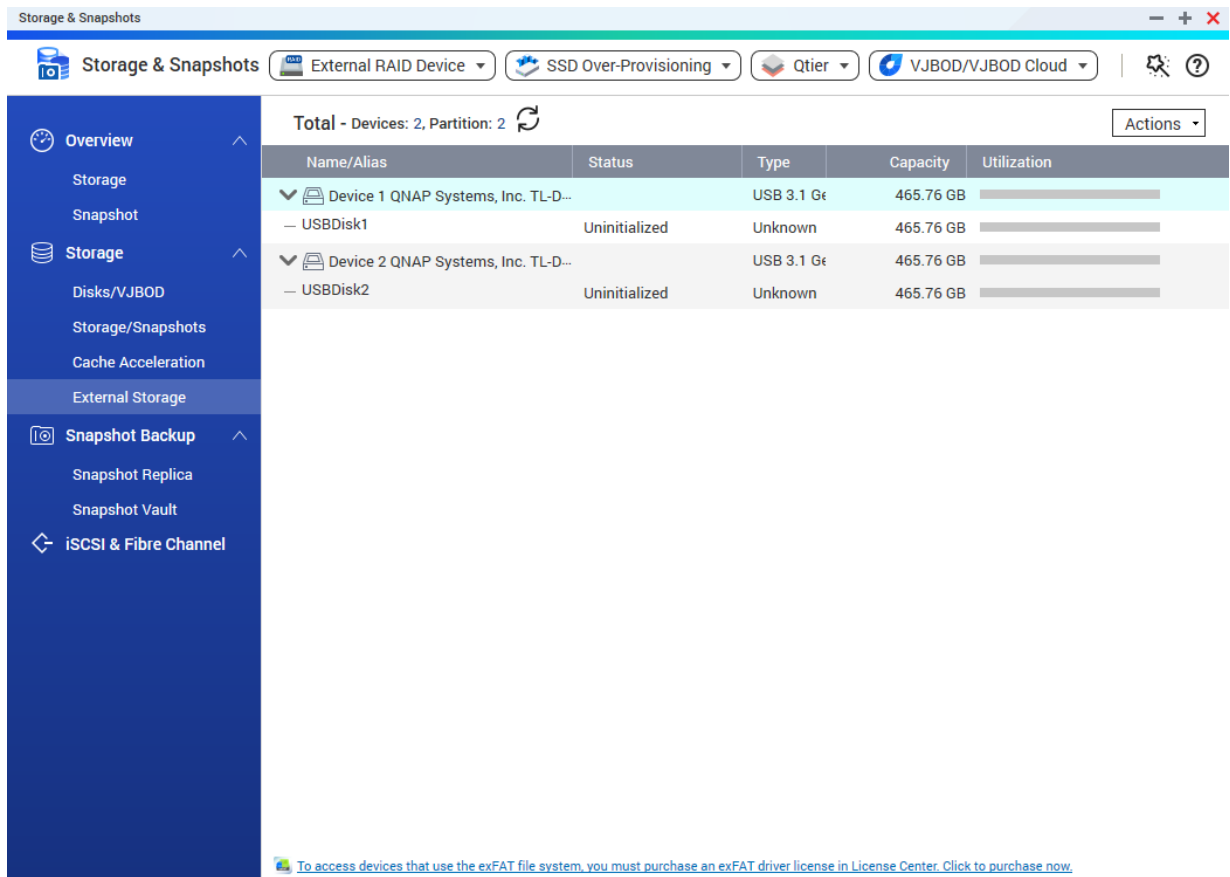 Storage & Snapshots
Storage & Snapshots External RAID Device SSD Over-Provisioning Qtier VJBOD/VJBOD Cloud
Overview
Storage
Snapshot
Storage
Disks/VJBOD
Storage/Snapshots
Cache Acceleration
External Storage
Snapshot Backup
Snapshot Replica
Snapshot Vault
iSCSI & Fibre Channel
Total - Devices: 2, Partition: 2 Actions
Name/Alias Status Type Capacity Utilization
Device 1 QNAP Systems, Inc. TL-D... USB 3.1 Ge 465.76 GB
USBDisk1 Uninitialized Unknown 465.76 GB
Device 2 QNAP Systems, Inc. TL-D... USB 3.1 Ge 465.76 GB
USBDisk2 Uninitialized Unknown 465.76 GB
To access devices that use the exFAT file system, you must purchase an exFAT driver license in License Center. Click to purchase now.